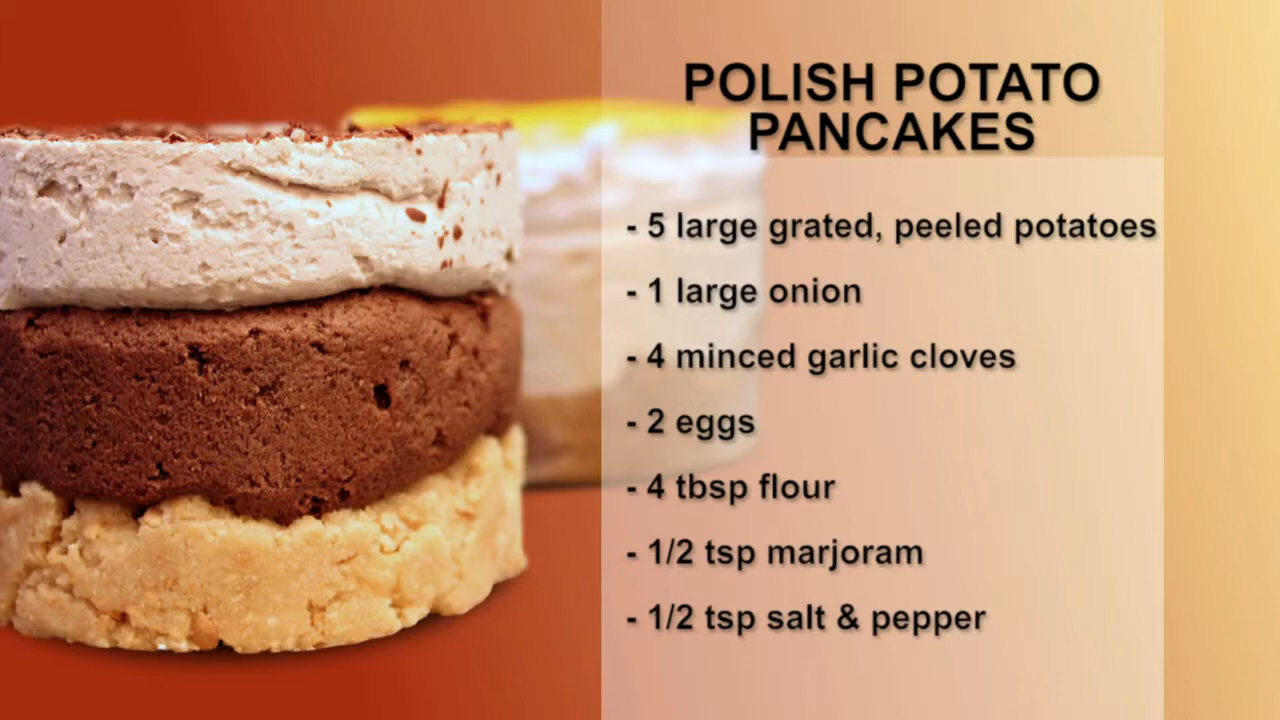 POLISH POTATO
PANCAKES
- 5 large grated, peeled potatoes
- 1 large onion
- 4 minced garlic cloves
- 2 eggs
- 4 tbsp flour
- 1/2 tsp marjoram
- 1/2 tsp salt & pepper